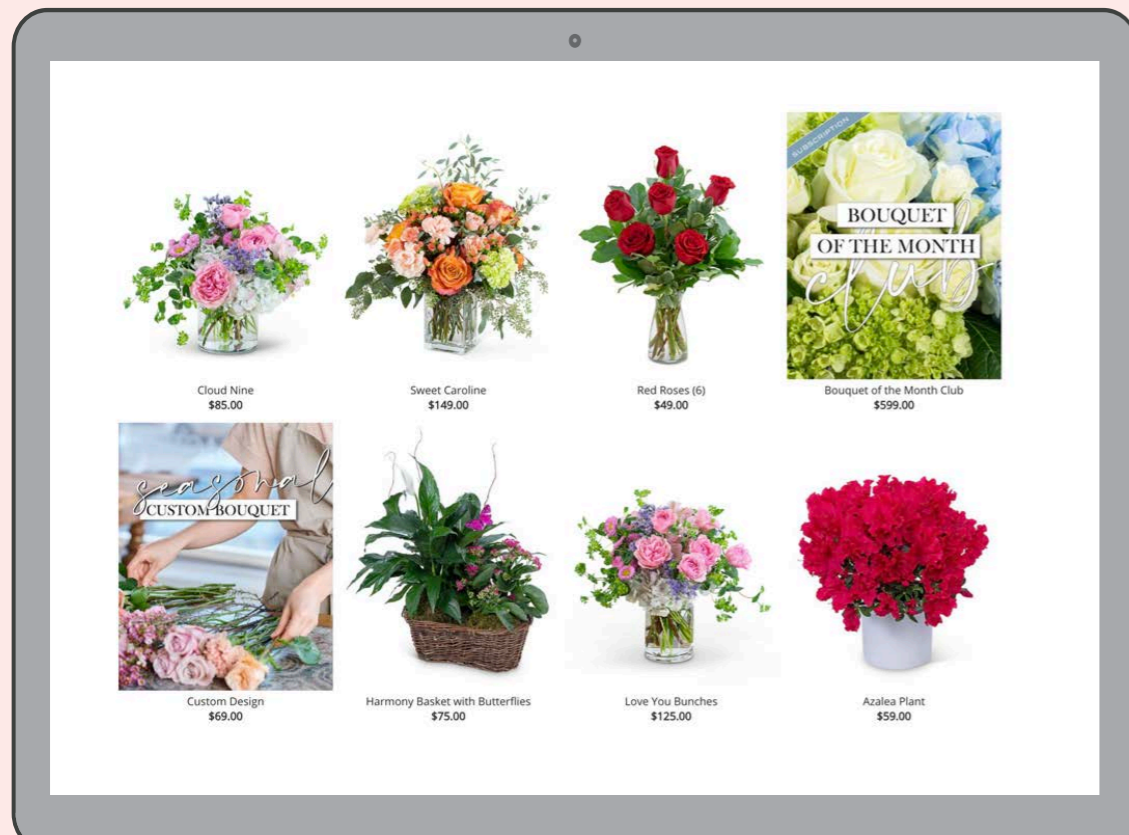 SUBSCRIPTION
BOUQUET
OF THE MONTH
club
Cloud Nine
$85.00
Sweet Caroline
$149.00
Red Roses (6)
$49.00
Bouquet of the Month Club
$599.00
seasonal
CUSTOM BOUQUET
Custom Design
$69.00
Harmony Basket with Butterflies
$75.00
Love You Bunches
$125.00
Azalea Plant
$59.00